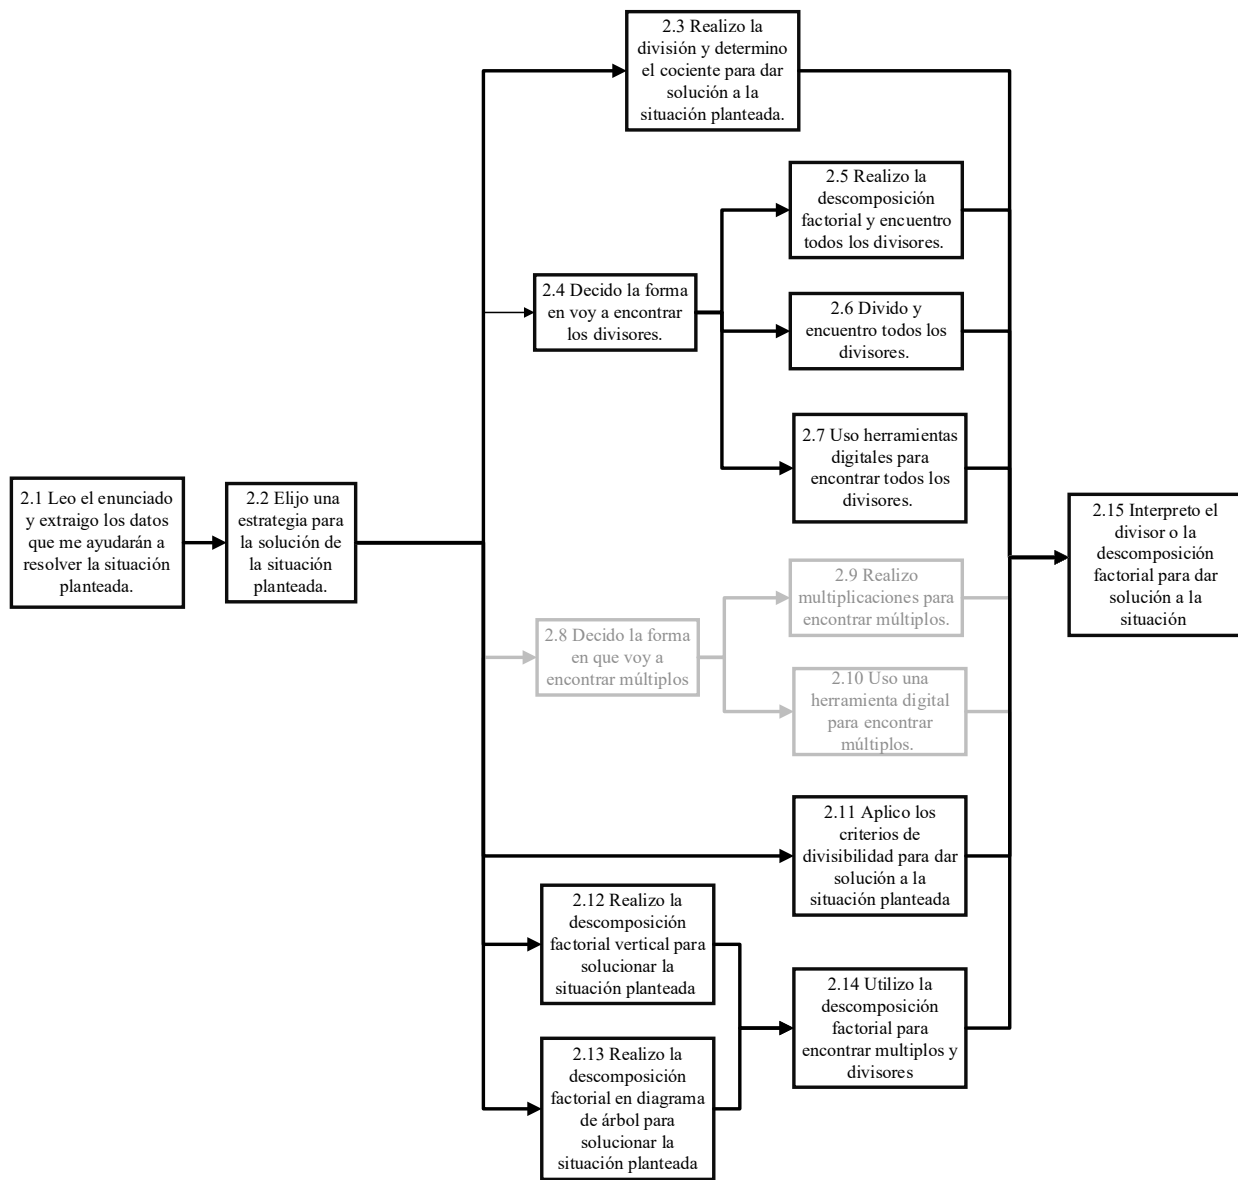 2.3 Realizo la
división y determino
el cociente para dar
solución a la
situación planteada.
2.5 Realizo la
descomposición
factorial y encuentro
todos los divisores.
2.4 Decido la forma
en voy a encontrar
los divisores.
2.6 Divido y
encuentro todos los
divisores.
2.7 Uso herramientas
digitales para
encontrar todos los
divisores.
2.1 Leo el enunciado
y extraigo los datos
que me ayudarán a
resolver la situación
planteada.
2.2 Elijo una
estrategia para
la solución de
la situación
planteada.
2.15 Interpreto el
divisor o la
descomposición
factorial para dar
solución a la
situación
2.9 Realizo
multiplicaciones para
encontrar múltiplos.
2.8 Decido la forma
en que voy a
encontrar múltiplos
2.10 Uso una
herramienta digital
para encontrar
múltiplos.
2.11 Aplico los
criterios de
divisibilidad para dar
solución a la
situación planteada
2.12 Realizo la
descomposición
factorial vertical para
solucionar la
situación planteada
2.14 Utilizo la
descomposición
factorial para
encontrar multiplos y
divisores
2.13 Realizo la
descomposición
factorial en diagrama
de árbol para
solucionar la
situación planteada